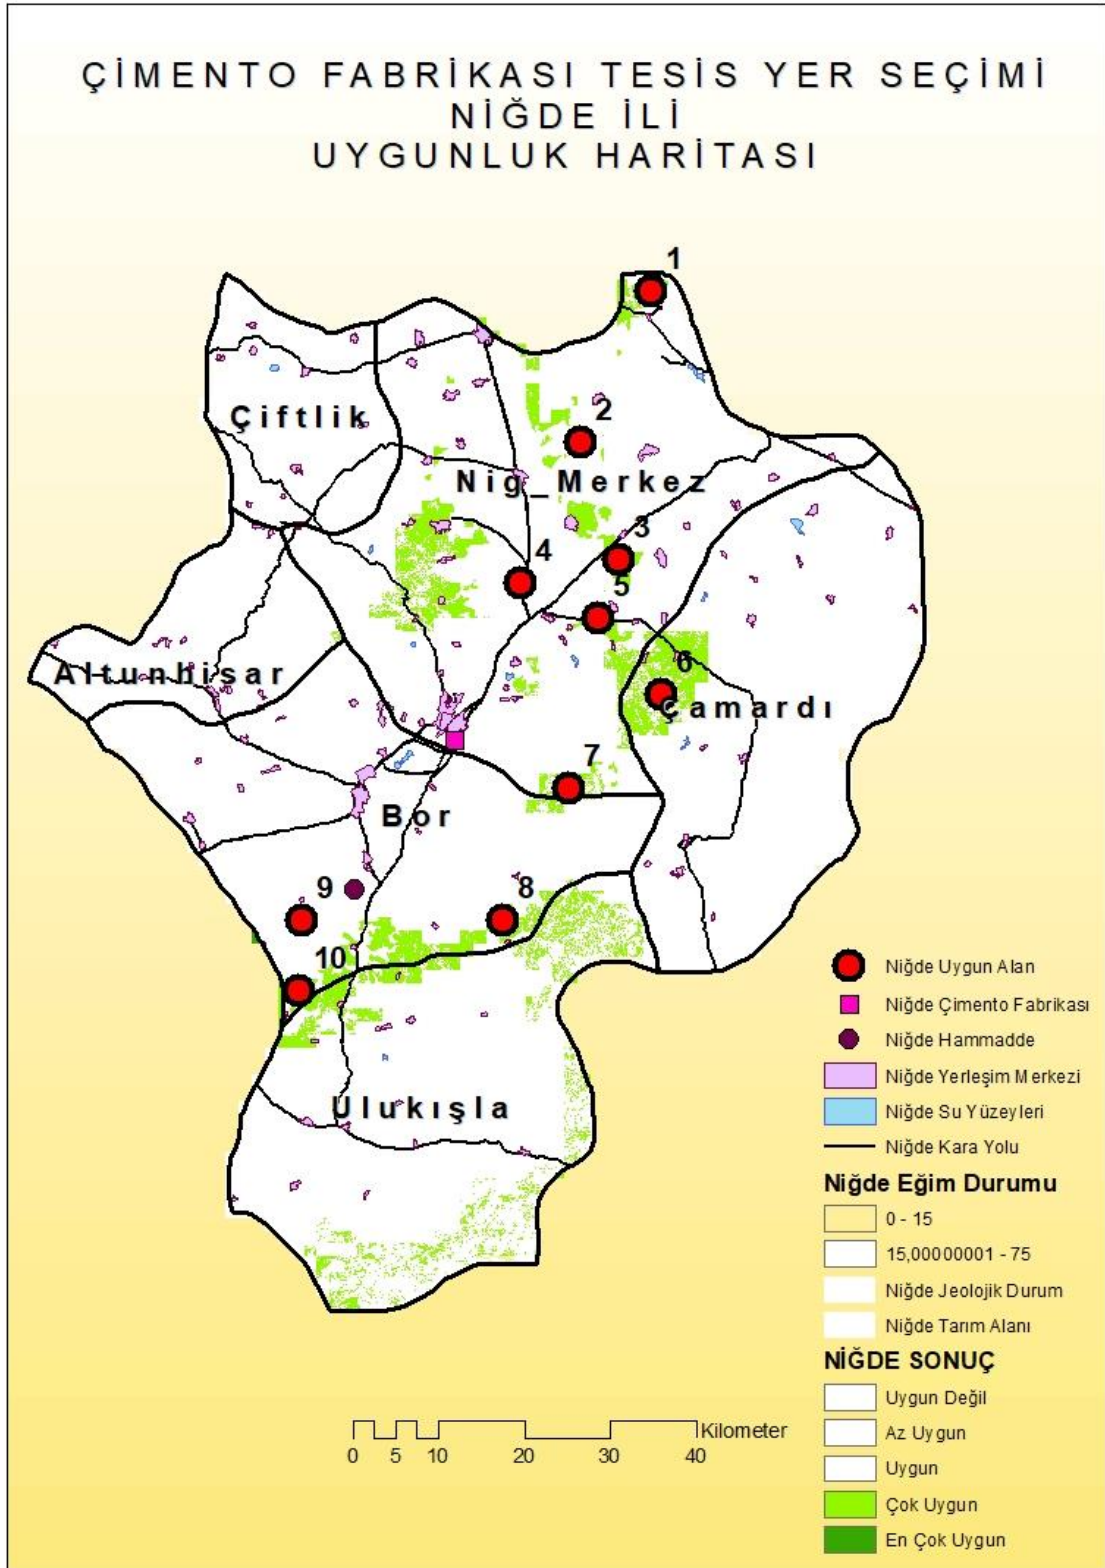 ÇİMENTO FABRİKASI TESİS YER SEÇİMİ
NİĞDE İLİ
UYGUNLUK HARİTASI
1
Çiftlik
2
Nig_Merkez
3
4
5
Altunhisar
6
Çamardı
7
Bor
9
8
10
Ulukışla
Niğde Uygun Alan
Niğde Çimento Fabrikası
Niğde Hammadde
Niğde Yerleşim Merkezi
Niğde Su Yüzeyleri
Niğde Kara Yolu
Niğde Eğim Durumu
0 - 15
15,00000001 - 75
Niğde Jeolojik Durum
Niğde Tarım Alanı
NİĞDE SONUÇ
Uygun Değil
Az Uygun
Uygun
Çok Uygun
En Çok Uygun
Kilometer
0 5 10 20 30 40